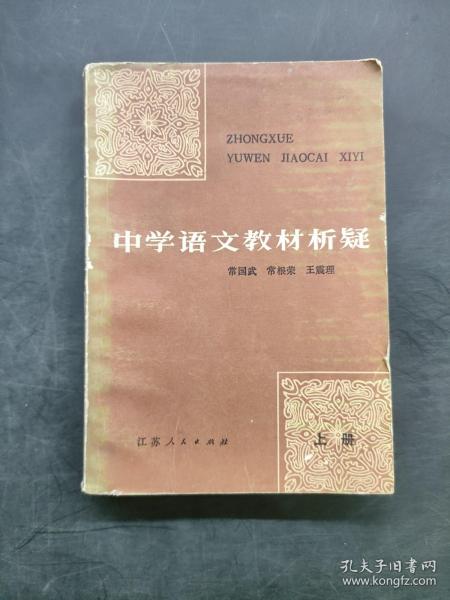 ZHONGXUE
YUWEN JIAOCAI XIYI
中学语文教材析疑
常国武 常根荣 王震理
江苏人民出版社
上册
孔夫子旧书网
www.kongfz.com